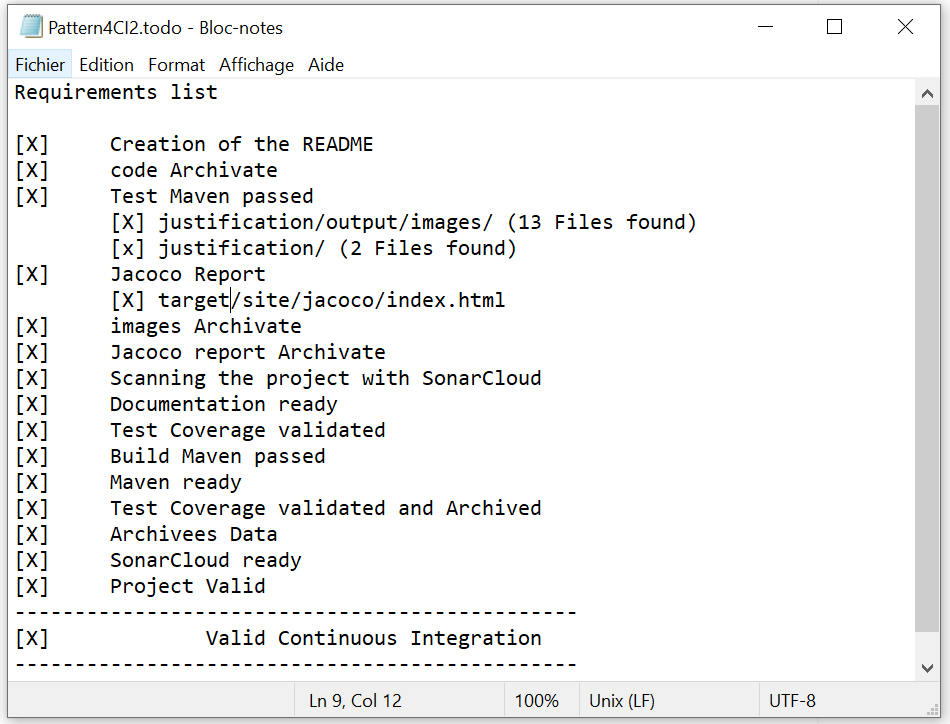 Pattern4CI2.todo - Bloc-notes
Fichier Edition Format Affichage Aide
Requirements list
[X] Creation of the README
[X] code Archivate
[X] Test Maven passed
[X] justification/output/images/ (13 Files found)
[x] justification/ (2 Files found)
[X] Jacoco Report
[X] target/site/jacoco/index.html
[X] images Archivate
[X] Jacoco report Archivate
[X] Scanning the project with SonarCloud
[X] Documentation ready
[X] Test Coverage validated
[X] Build Maven passed
[X] Maven ready
[X] Test Coverage validated and Archived
[X] Archivees Data
[X] SonarCloud ready
[X] Project Valid
-----------------------------------------------
[X] Valid Continuous Integration
-----------------------------------------------
Ln 9, Col 12 100% Unix (LF) UTF-8